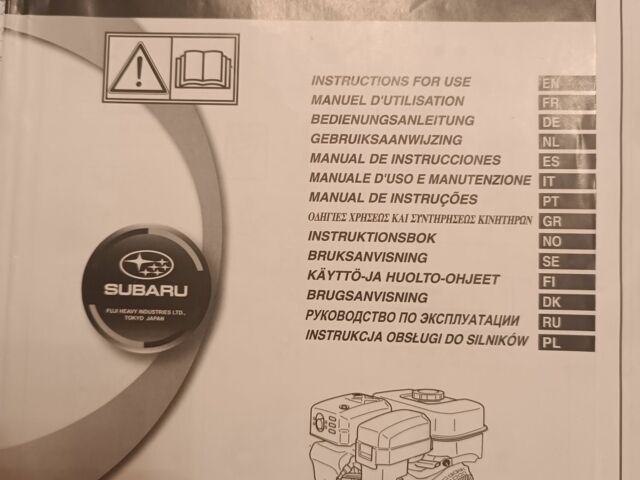 INSTRUCTIONS FOR USE EN
MANUEL D'UTILISATION FR
BEDIENUNGSANLEITUNG DE
GEBRUIKSAANWIJZING NL
MANUAL DE INSTRUCCIONES ES
MANUALE D'USO E MANUTENZIONE IT
MANUAL DE INSTRUÇÕES PT
ΟΔΗΓΙΕΣ ΧΡΗΣΕΩΣ ΚΑΙ ΣΥΝΤΗΡΗΣΕΩΣ ΚΙΝΗΤΗΡΩΝ GR
INSTRUKTIONSBOK NO
BRUKSANVISNING SE
KÄYTTÖ-JA HUOLTO-OHJEET FI
BRUGSANVISNING DK
РУКОВОДСТВО ПО ЭКСПЛУАТАЦИИ RU
INSTRUKCJA OBSŁUGI DO SILNIKÓW PL
SUBARU
FUJI HEAVY INDUSTRIES LTD.,
TOKYO JAPAN